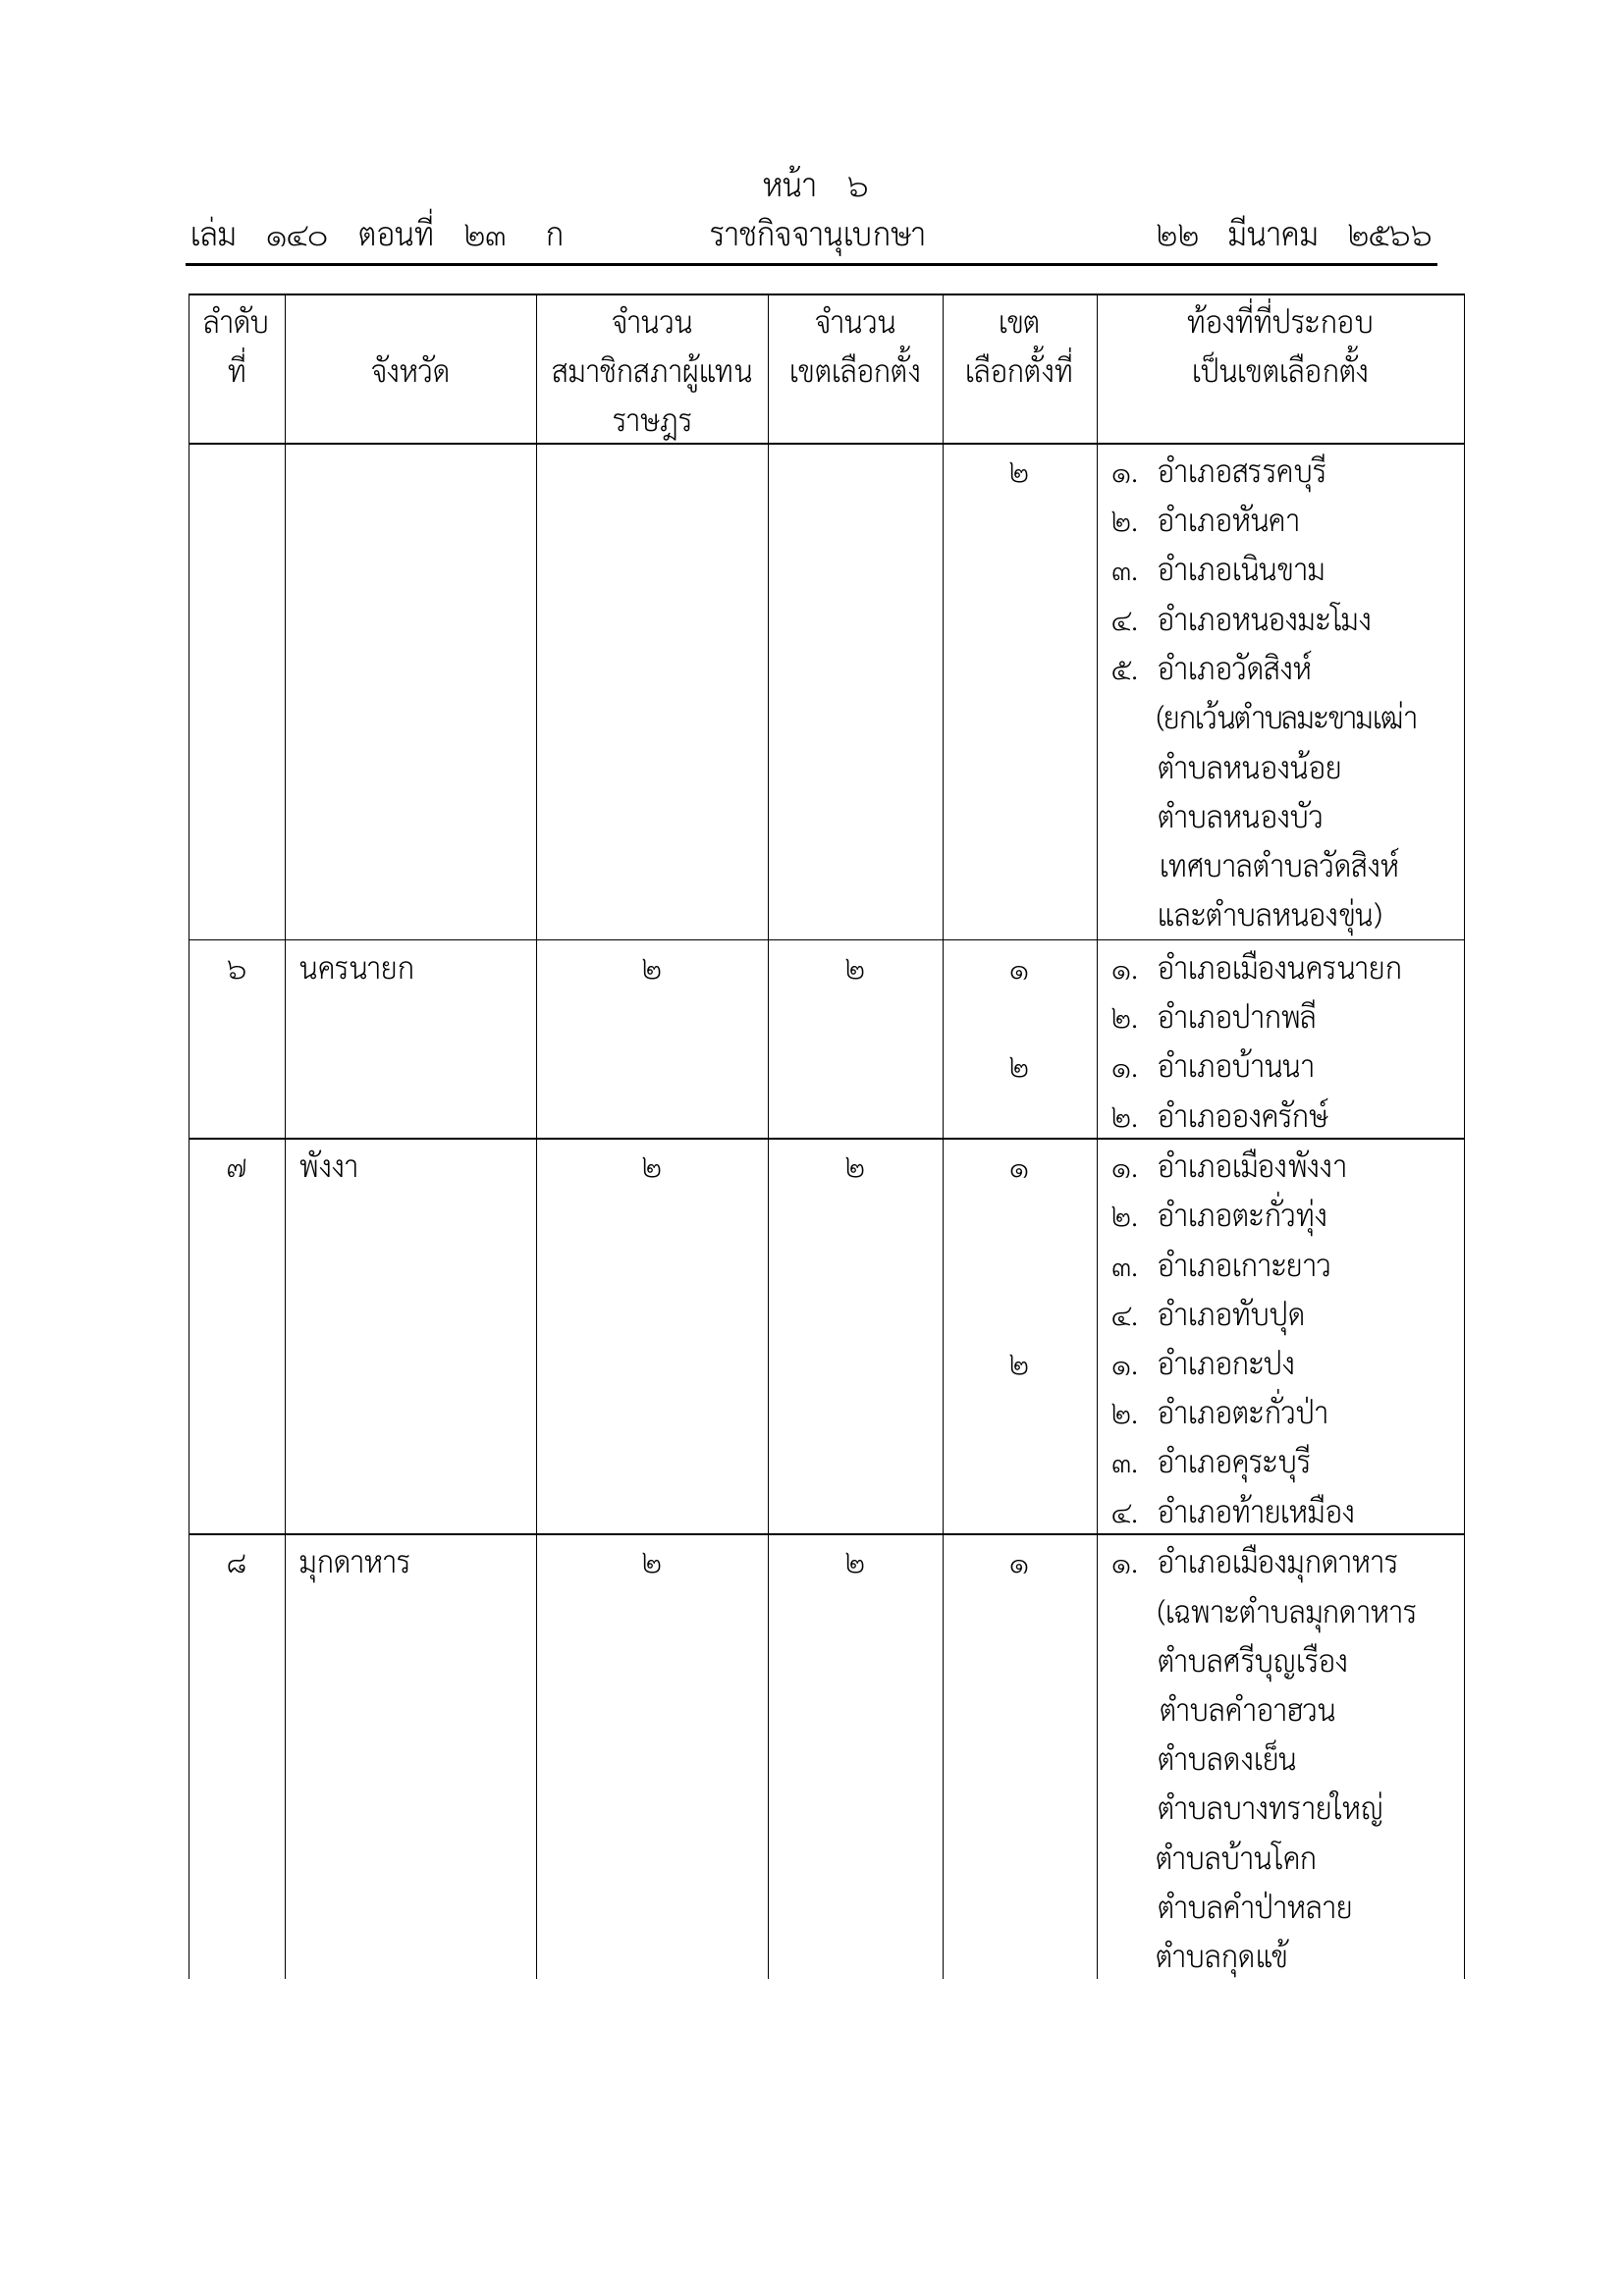 หน้า ๖
เล่ม ๑๔๐ ตอนที่ ๒๓ ก ราชกิจจานุเบกษา ๒๒ มีนาคม ๒๕๖๖
ลำดับ จำนวน จำนวน เขต ท้องที่ที่ประกอบ
ที่ จังหวัด สมาชิกสภาผู้แทน เขตเลือกตั้ง เลือกตั้งที่ เป็นเขตเลือกตั้ง
ราษฎร
๒ ๑. อำเภอสรรคบุรี
๒. อำเภอหันคา
๓. อำเภอเนินขาม
๔. อำเภอหนองมะโมง
๕. อำเภอวัดสิงห์
(ยกเว้นตำบลมะขามเฒ่า
ตำบลหนองน้อย
ตำบลหนองบัว
เทศบาลตำบลวัดสิงห์
และตำบลหนองขุ่น)
๖ นครนายก ๒ ๒ ๑ ๑. อำเภอเมืองนครนายก
๒. อำเภอปากพลี
๒ ๑. อำเภอบ้านนา
๒. อำเภอองครักษ์
๗ พังงา ๒ ๒ ๑ ๑. อำเภอเมืองพังงา
๒. อำเภอตะกั่วทุ่ง
๓. อำเภอเกาะยาว
๔. อำเภอทับปุด
๒ ๑. อำเภอกะปง
๒. อำเภอตะกั่วป่า
๓. อำเภอคุระบุรี
๔. อำเภอท้ายเหมือง
๘ มุกดาหาร ๒ ๒ ๑ ๑. อำเภอเมืองมุกดาหาร
(เฉพาะตำบลมุกดาหาร
ตำบลศรีบุญเรือง
ตำบลคำอาฮวน
ตำบลดงเย็น
ตำบลบางทรายใหญ่
ตำบลบ้านโคก
ตำบลคำป่าหลาย
ตำบลกุดแข้